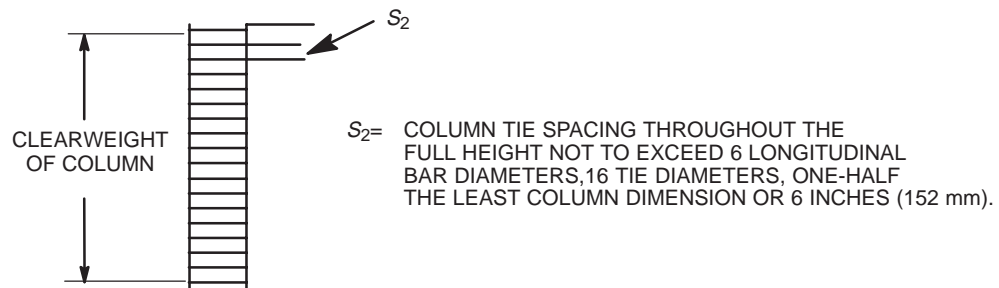 S2
CLEARWEIGHT
OF COLUMN
S2= COLUMN TIE SPACING THROUGHOUT THE
FULL HEIGHT NOT TO EXCEED 6 LONGITUDINAL
BAR DIAMETERS,16 TIE DIAMETERS, ONE-HALF
THE LEAST COLUMN DIMENSION OR 6 INCHES (152 mm).